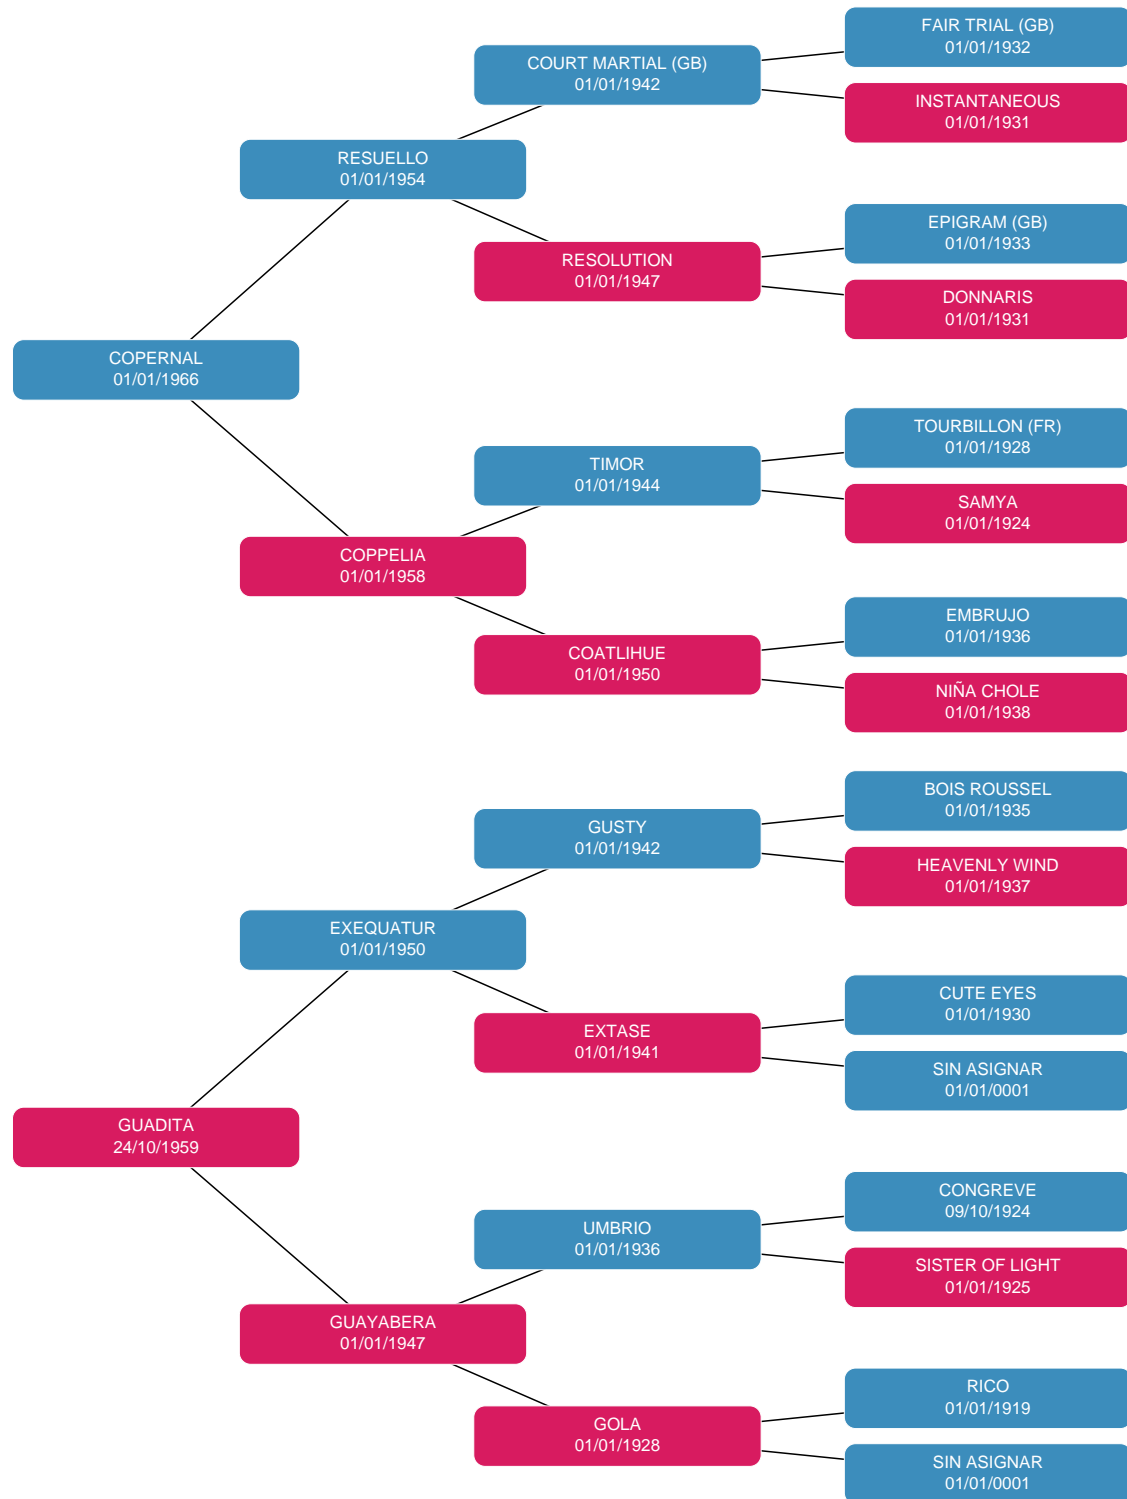 FAIR TRIAL (GB)
01/01/1932
COURT MARTIAL (GB)
01/01/1942
INSTANTANEOUS
01/01/1931
RESUELLO
01/01/1954
EPIGRAM (GB)
01/01/1933
RESOLUTION
01/01/1947
DONNARIS
01/01/1931
COPERNAL
01/01/1966
TOURBILLON (FR)
01/01/1928
TIMOR
01/01/1944
SAMYA
01/01/1924
COPPELIA
01/01/1958
EMBRUJO
01/01/1936
COATLIHUE
01/01/1950
NIÑA CHOLE
01/01/1938
BOIS ROUSSEL
01/01/1935
GUSTY
01/01/1942
HEAVENLY WIND
01/01/1937
EXEQUATUR
01/01/1950
CUTE EYES
01/01/1930
EXTASE
01/01/1941
SIN ASIGNAR
01/01/0001
GUADITA
24/10/1959
CONGREVE
09/10/1924
UMBRIO
01/01/1936
SISTER OF LIGHT
01/01/1925
GUAYABERA
01/01/1947
RICO
01/01/1919
GOLA
01/01/1928
SIN ASIGNAR
01/01/0001